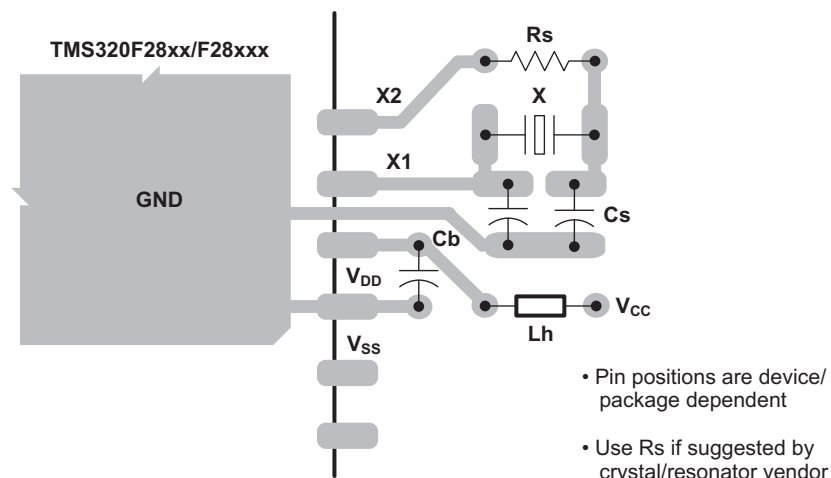 TMS320F28xx/F28xxx
Rs
X2
X
X1
GND
Cs
Cb
VDD
VCC
Lh
VSS
• Pin positions are device/
package dependent
• Use Rs if suggested by
crystal/resonator vendor